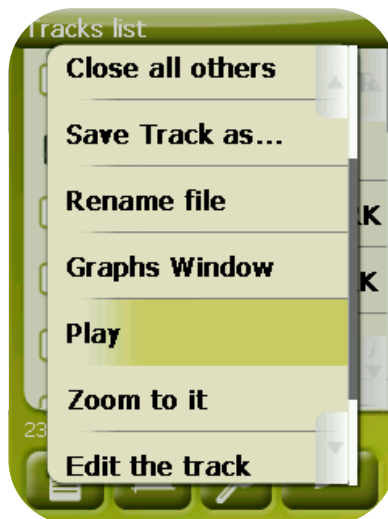 Tracks list
Close all others
Save Track as...
Rename file
K
Graphs Window
K
Play
Zoom to it
23
Edit the track